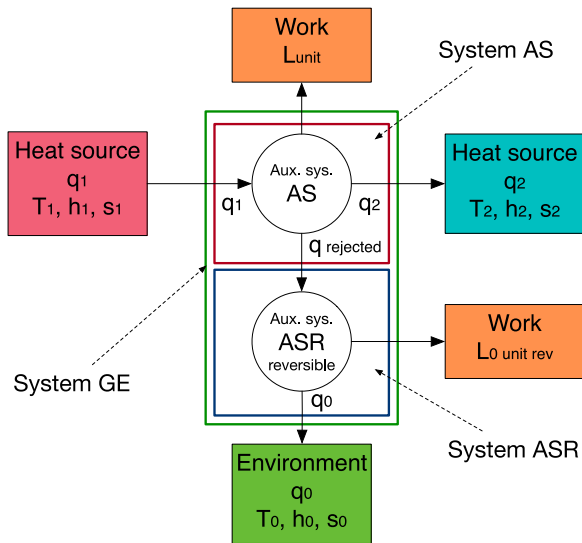 Work
Lunit
System AS
Heat source
q1
T1, h1, s1
Aux. sys.
AS
q1
q2
Heat source
q2
T2, h2, s2
q rejected
Aux. sys.
ASR
reversible
Work
L0 unit rev
System GE
q0
System ASR
Environment
q0
T0, h0, s0